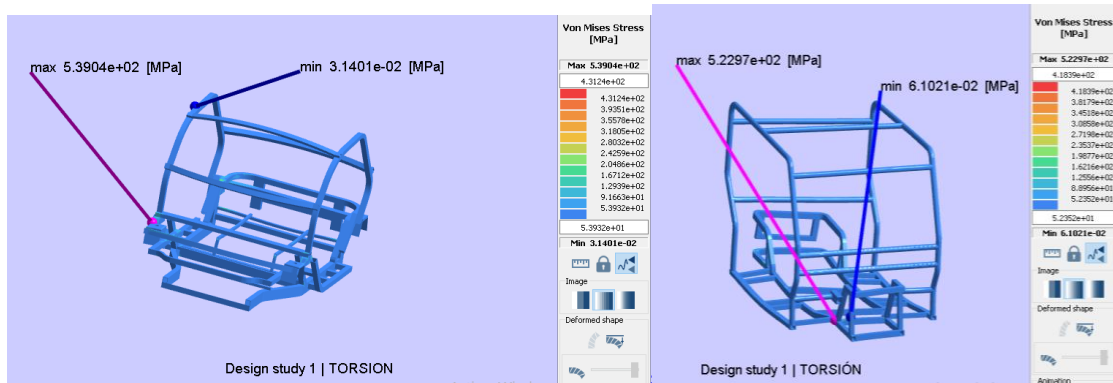 max 5.3904e+02 [MPa]
min 3.1401e-02 [MPa]
Design study 1 | TORSION
Von Mises Stress
[MPa]
Max 5.3904e+02
4.3124e+02
4.3124e+02
3.9351e+02
3.5578e+02
3.1805e+02
2.8032e+02
2.4259e+02
2.0486e+02
1.6712e+02
1.2939e+02
9.1663e+01
5.3932e+01
5.3932e+01
Min 3.1401e-02
Image
Deformed shape
max 5.2297e+02 [MPa]
min 6.1021e-02 [MPa]
Design study 1 | TORSIÓN
Von Mises Stress
[MPa]
Max 5.2297e+02
4.1839e+02
4.1839e+02
3.8179e+02
3.4518e+02
3.0858e+02
2.7198e+02
2.3537e+02
1.9877e+02
1.6216e+02
1.2556e+02
8.8956e+01
5.2352e+01
5.2352e+01
Min 6.1021e-02
Image
Deformed shape
Animation